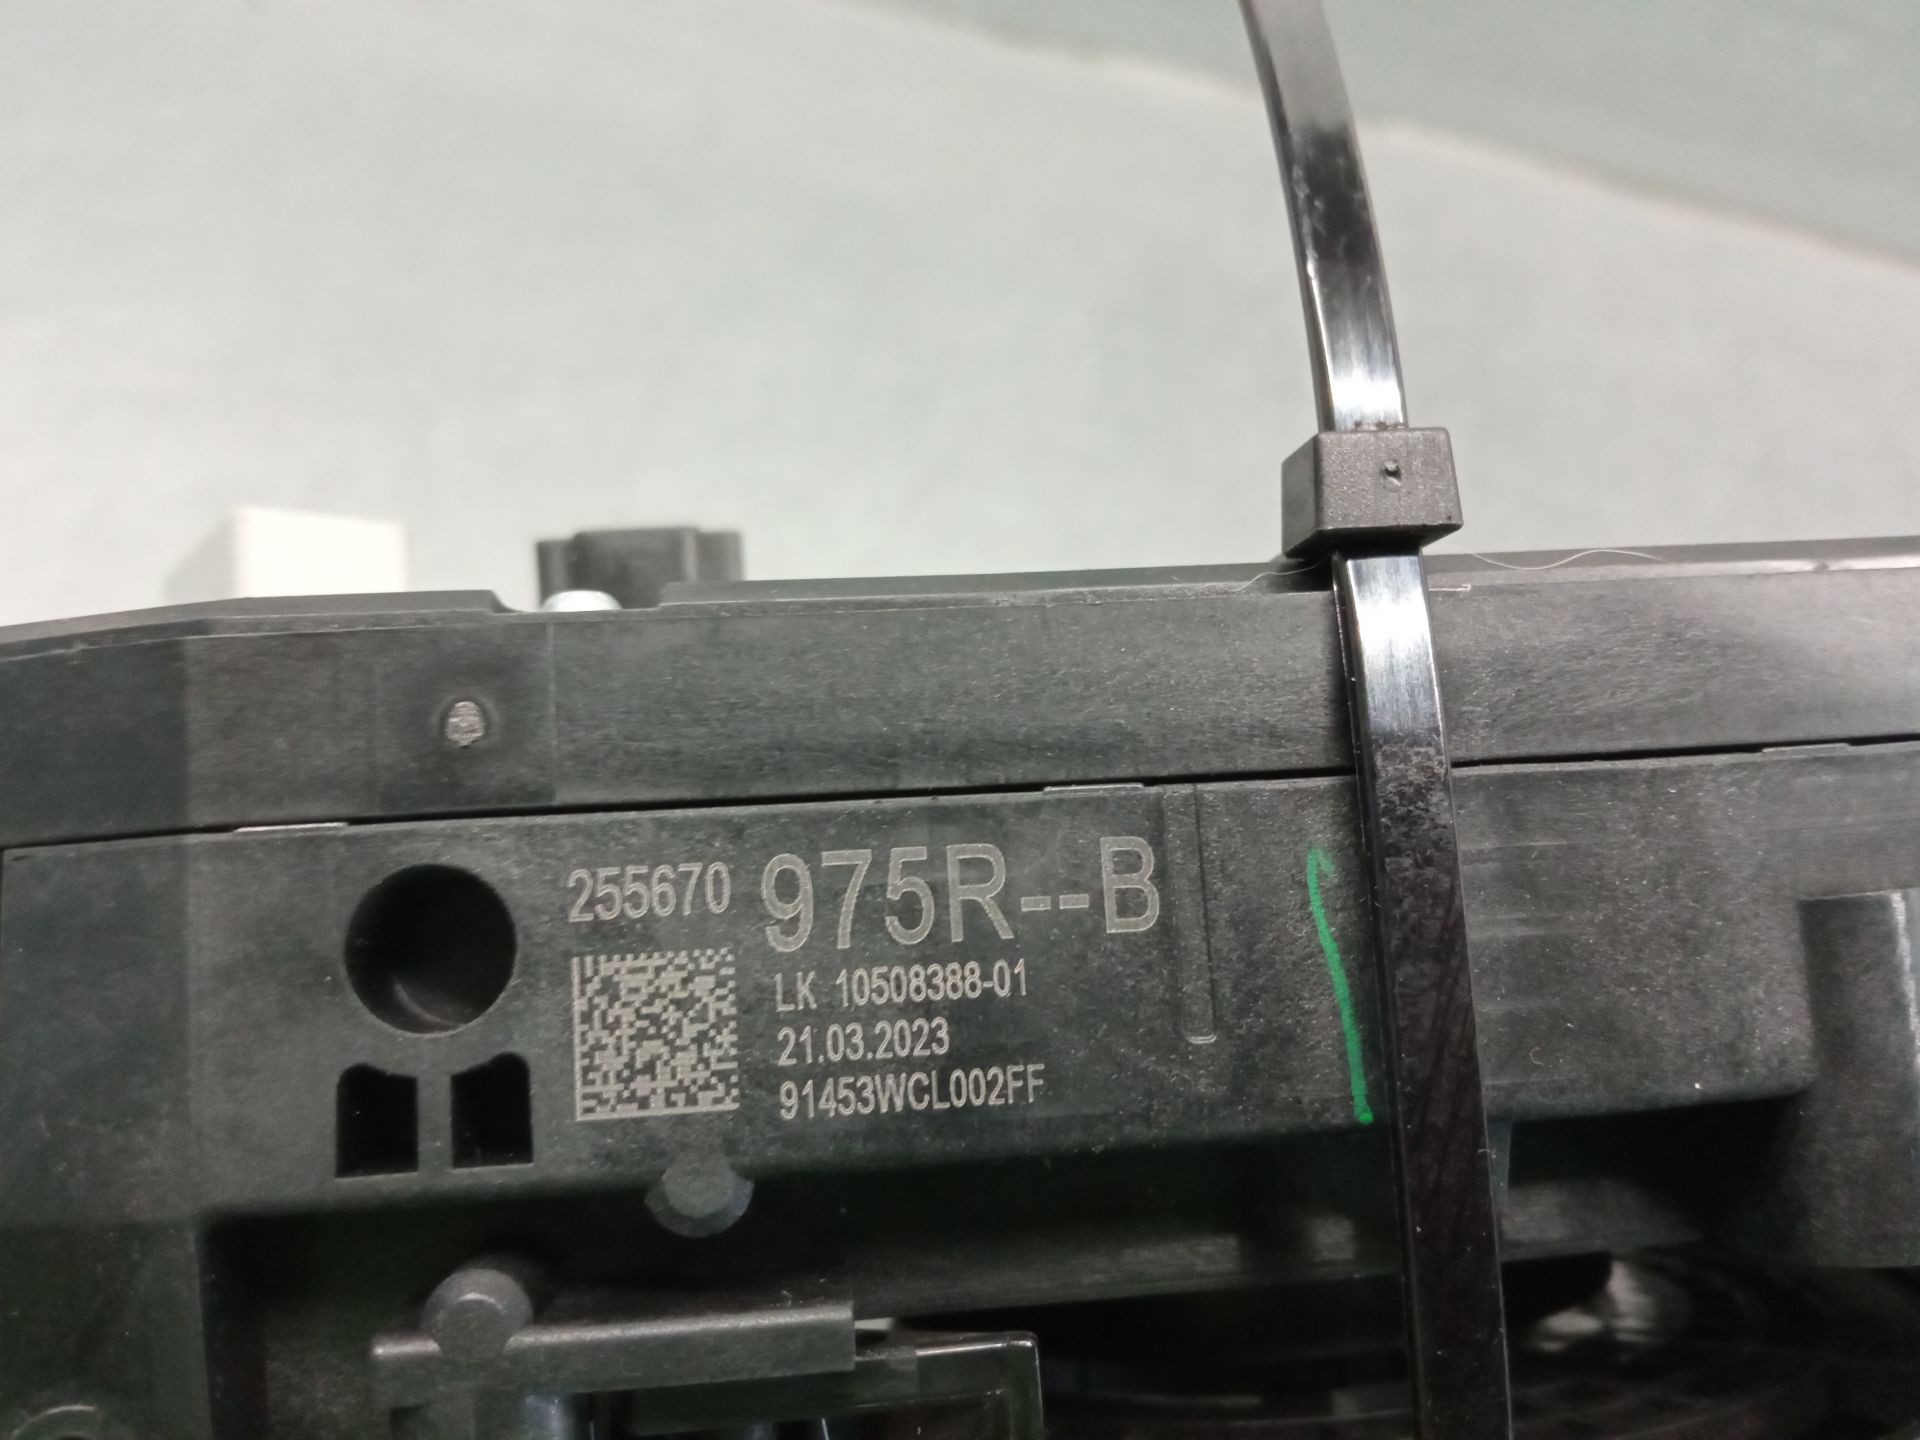 255670 975R--B
LK 10508388-01
21.03.2023
91453WCL002FF